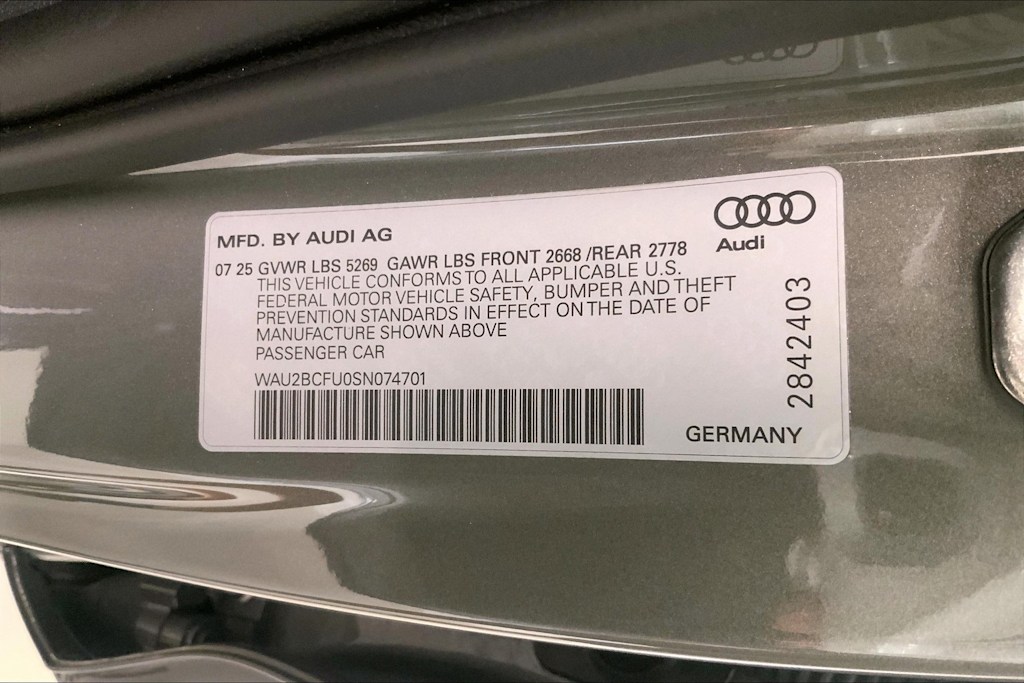 MFD. BY AUDI AG
Audi
07 25 GVWR LBS 5269 GAWR LBS FRONT 2668 /REAR 2778
THIS VEHICLE CONFORMS TO ALL APPLICABLE U.S.
FEDERAL MOTOR VEHICLE SAFETY, BUMPER AND THEFT
PREVENTION STANDARDS IN EFFECT ON THE DATE OF
MANUFACTURE SHOWN ABOVE
PASSENGER CAR
WAU2BCFU0SN074701
2842403
GERMANY